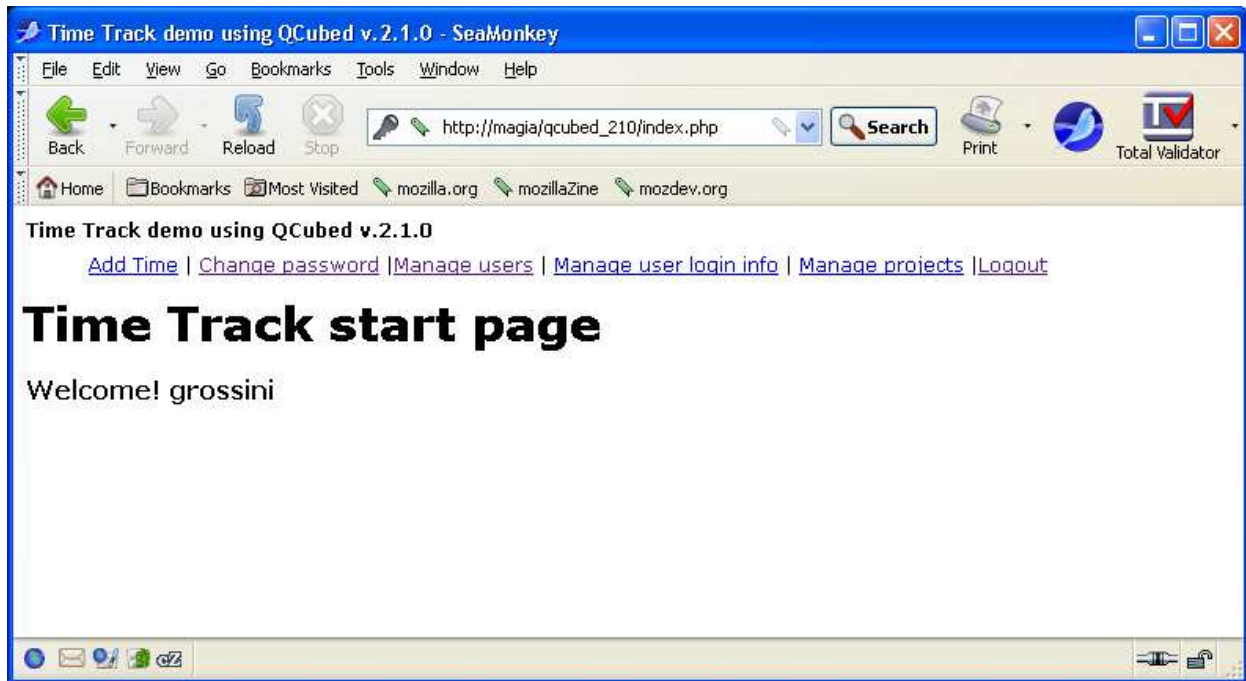 Time Track demo using QCubed v.2.1.0 - SeaMonkey
File Edit View Go Bookmarks Tools Window Help
Back Forward Reload Stop http://magia/qcubed_210/index.php Search Print Total Validator
Home Bookmarks Most Visited mozilla.org mozillaZine mozdev.org
Time Track demo using QCubed v.2.1.0
Add Time | Change password |Manage users | Manage user login info | Manage projects |Logout
Time Track start page
Welcome! grossini